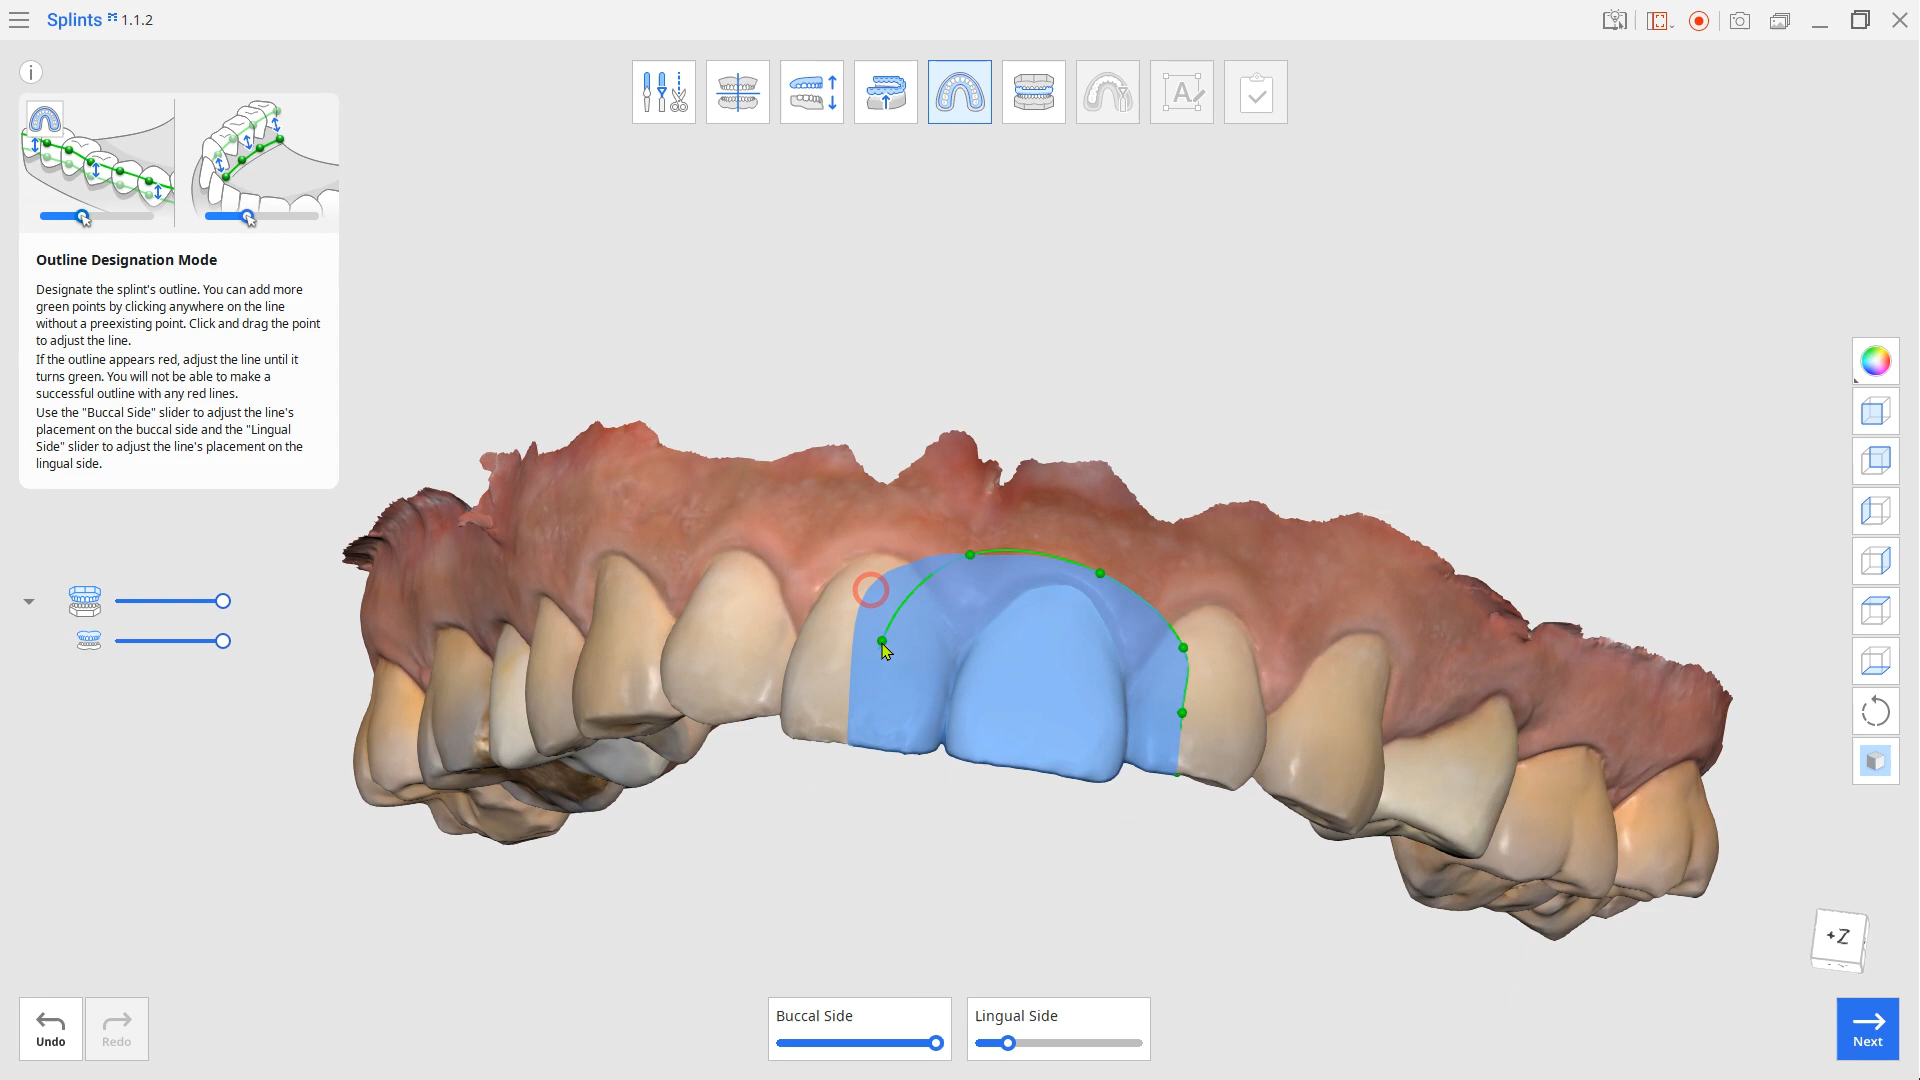 Splints 1.1.2
i
A
Outline Designation Mode
Designate the splint's outline. You can add more
green points by clicking anywhere on the line
without a preexisting point. Click and drag the point
to adjust the line.
If the outline appears red, adjust the line until it
turns green. You will not be able to make a
successful outline with any red lines.
Use the "Buccal Side" slider to adjust the line's
placement on the buccal side and the "Lingual
Side" slider to adjust the line's placement on the
lingual side.
+Z
Undo
Redo
Buccal Side
Lingual Side
Next